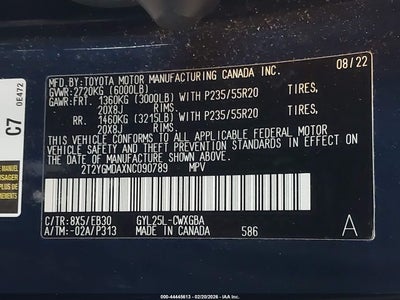 MFD.BY:TOYOTA MOTOR MANUFACTURING CANADA INC.
08/22
GVWR:2720KG (6000LB)
GAWR:FRT. 1360KG (3000LB) WITH P235/55R20 TIRES,
20X8J RIMS.
RR. 1460KG (3215LB) WITH P235/55R20 TIRES,
20X8J RIMS.
THIS VEHICLE CONFORMS TO ALL APPLICABLE FEDERAL MOTOR
VEHICLE SAFETY AND THEFT PREVENTION STANDARDS IN EFFECT
ON THE DATE OF MANUFACTURE SHOWN ABOVE.
2T2YGMDAXNC090789 MPV
C/TR: 8X5/EB30 GYL25L-CWXGBA
A/TM: -02A/P313 MADE IN CANADA 586
A
0E472
C7
MANUEL
USAGER
000: 44445613 - 02/20/2026 - IAA Inc.